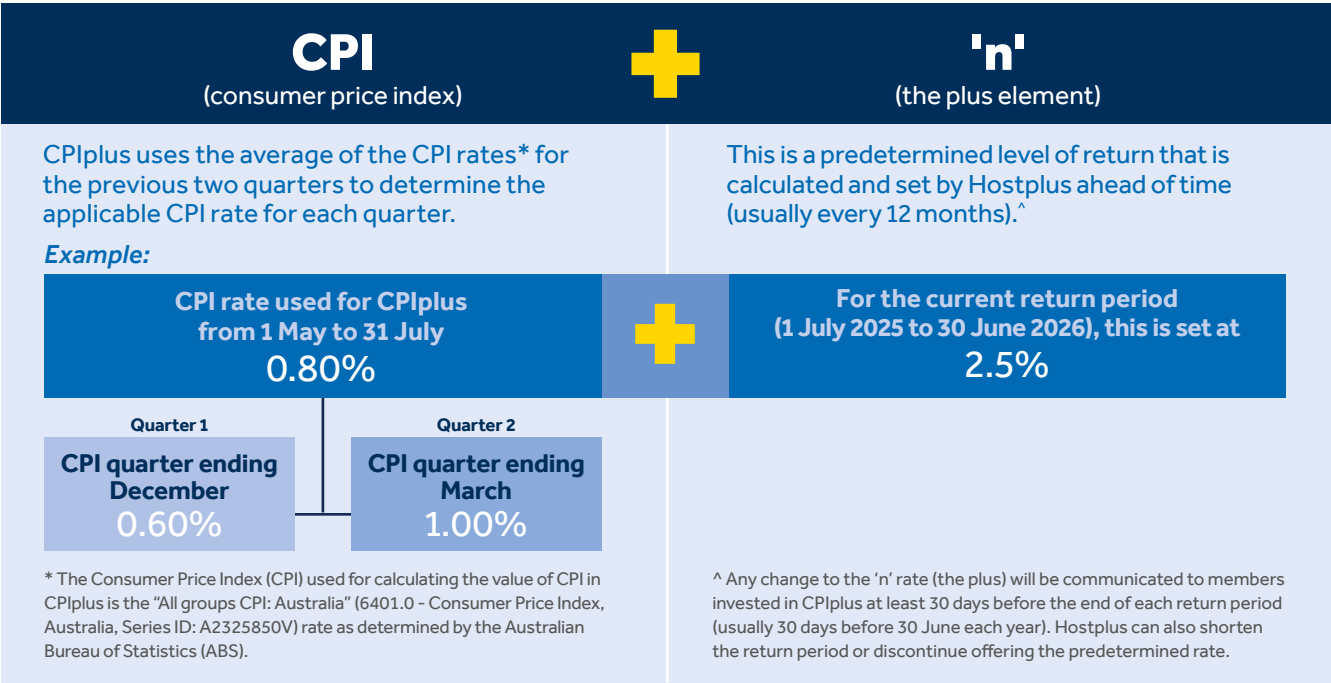 CPI
(consumer price index)
'n'
(the plus element)
CPIplus uses the average of the CPI rates* for
the previous two quarters to determine the
applicable CPI rate for each quarter.
Example:
CPI rate used for CPIplus
from 1 May to 31 July
0.80%
Quarter 1
CPI quarter ending
December
0.60%
Quarter 2
CPI quarter ending
March
1.00%
* The Consumer Price Index (CPI) used for calculating the value of CPI in
CPIplus is the “All groups CPI: Australia” (6401.0 - Consumer Price Index,
Australia, Series ID: A2325850V) rate as determined by the Australian
Bureau of Statistics (ABS).
This is a predetermined level of return that is
calculated and set by Hostplus ahead of time
(usually every 12 months).^
For the current return period
(1 July 2025 to 30 June 2026), this is set at
2.5%
^ Any change to the ‘n’ rate (the plus) will be communicated to members
invested in CPIplus at least 30 days before the end of each return period
(usually 30 days before 30 June each year). Hostplus can also shorten
the return period or discontinue offering the predetermined rate.